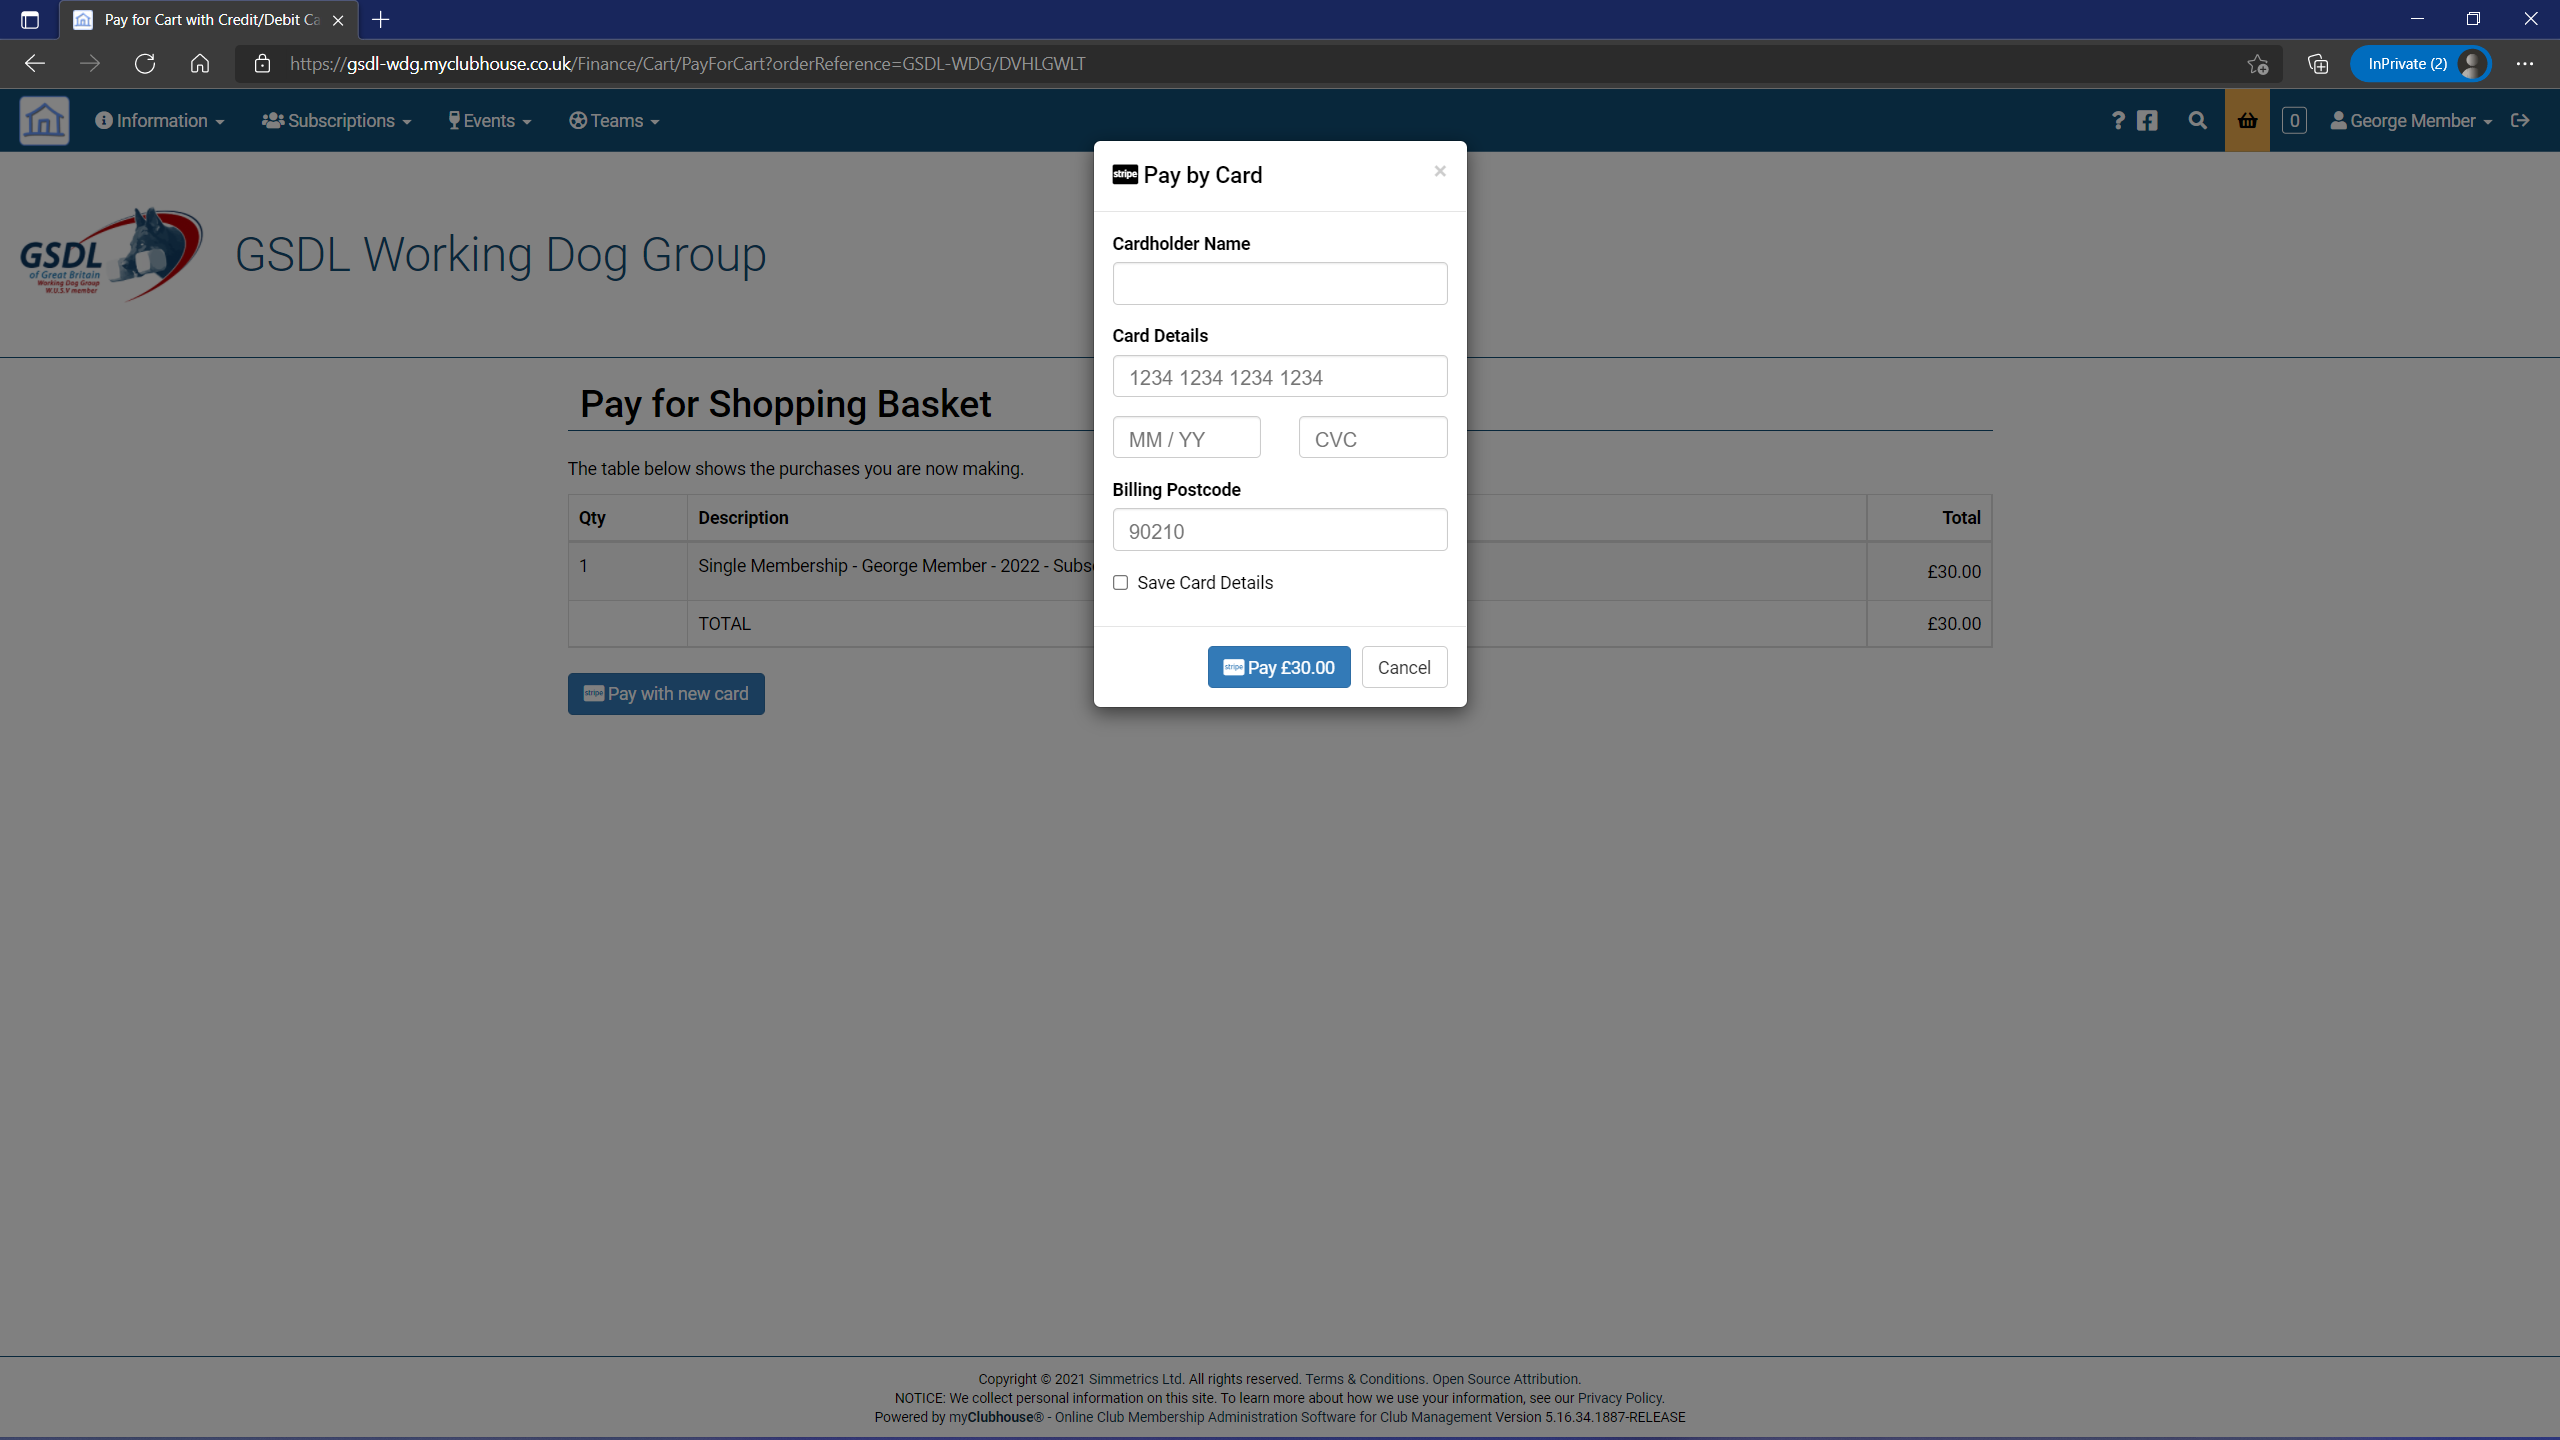 Pay for Cart with Credit/Debit Ca
https://gsdl-wdg.myclubhouse.co.uk/Finance/Cart/PayForCart?orderReference=GSDL-WDG/DVHLGWLT
InPrivate (2)
Information
Subscriptions
Events
Teams
?
0
George Member
GSDL
of Great Britain
Working Dog Group
W.U.S.V member
GSDL Working Dog Group
stripe Pay by Card
×
Cardholder Name
Card Details
1234 1234 1234 1234
MM / YY
CVC
Billing Postcode
90210
Save Card Details
stripe Pay £30.00
Cancel
Pay for Shopping Basket
The table below shows the purchases you are now making.
Qty Description Total
1 Single Membership - George Member - 2022 - Subs £30.00
TOTAL £30.00
stripe Pay with new card
Copyright © 2021 Simmetrics Ltd. All rights reserved. Terms & Conditions. Open Source Attribution.
NOTICE: We collect personal information on this site. To learn more about how we use your information, see our Privacy Policy.
Powered by myClubhouse® - Online Club Membership Administration Software for Club Management Version 5.16.34.1887-RELEASE